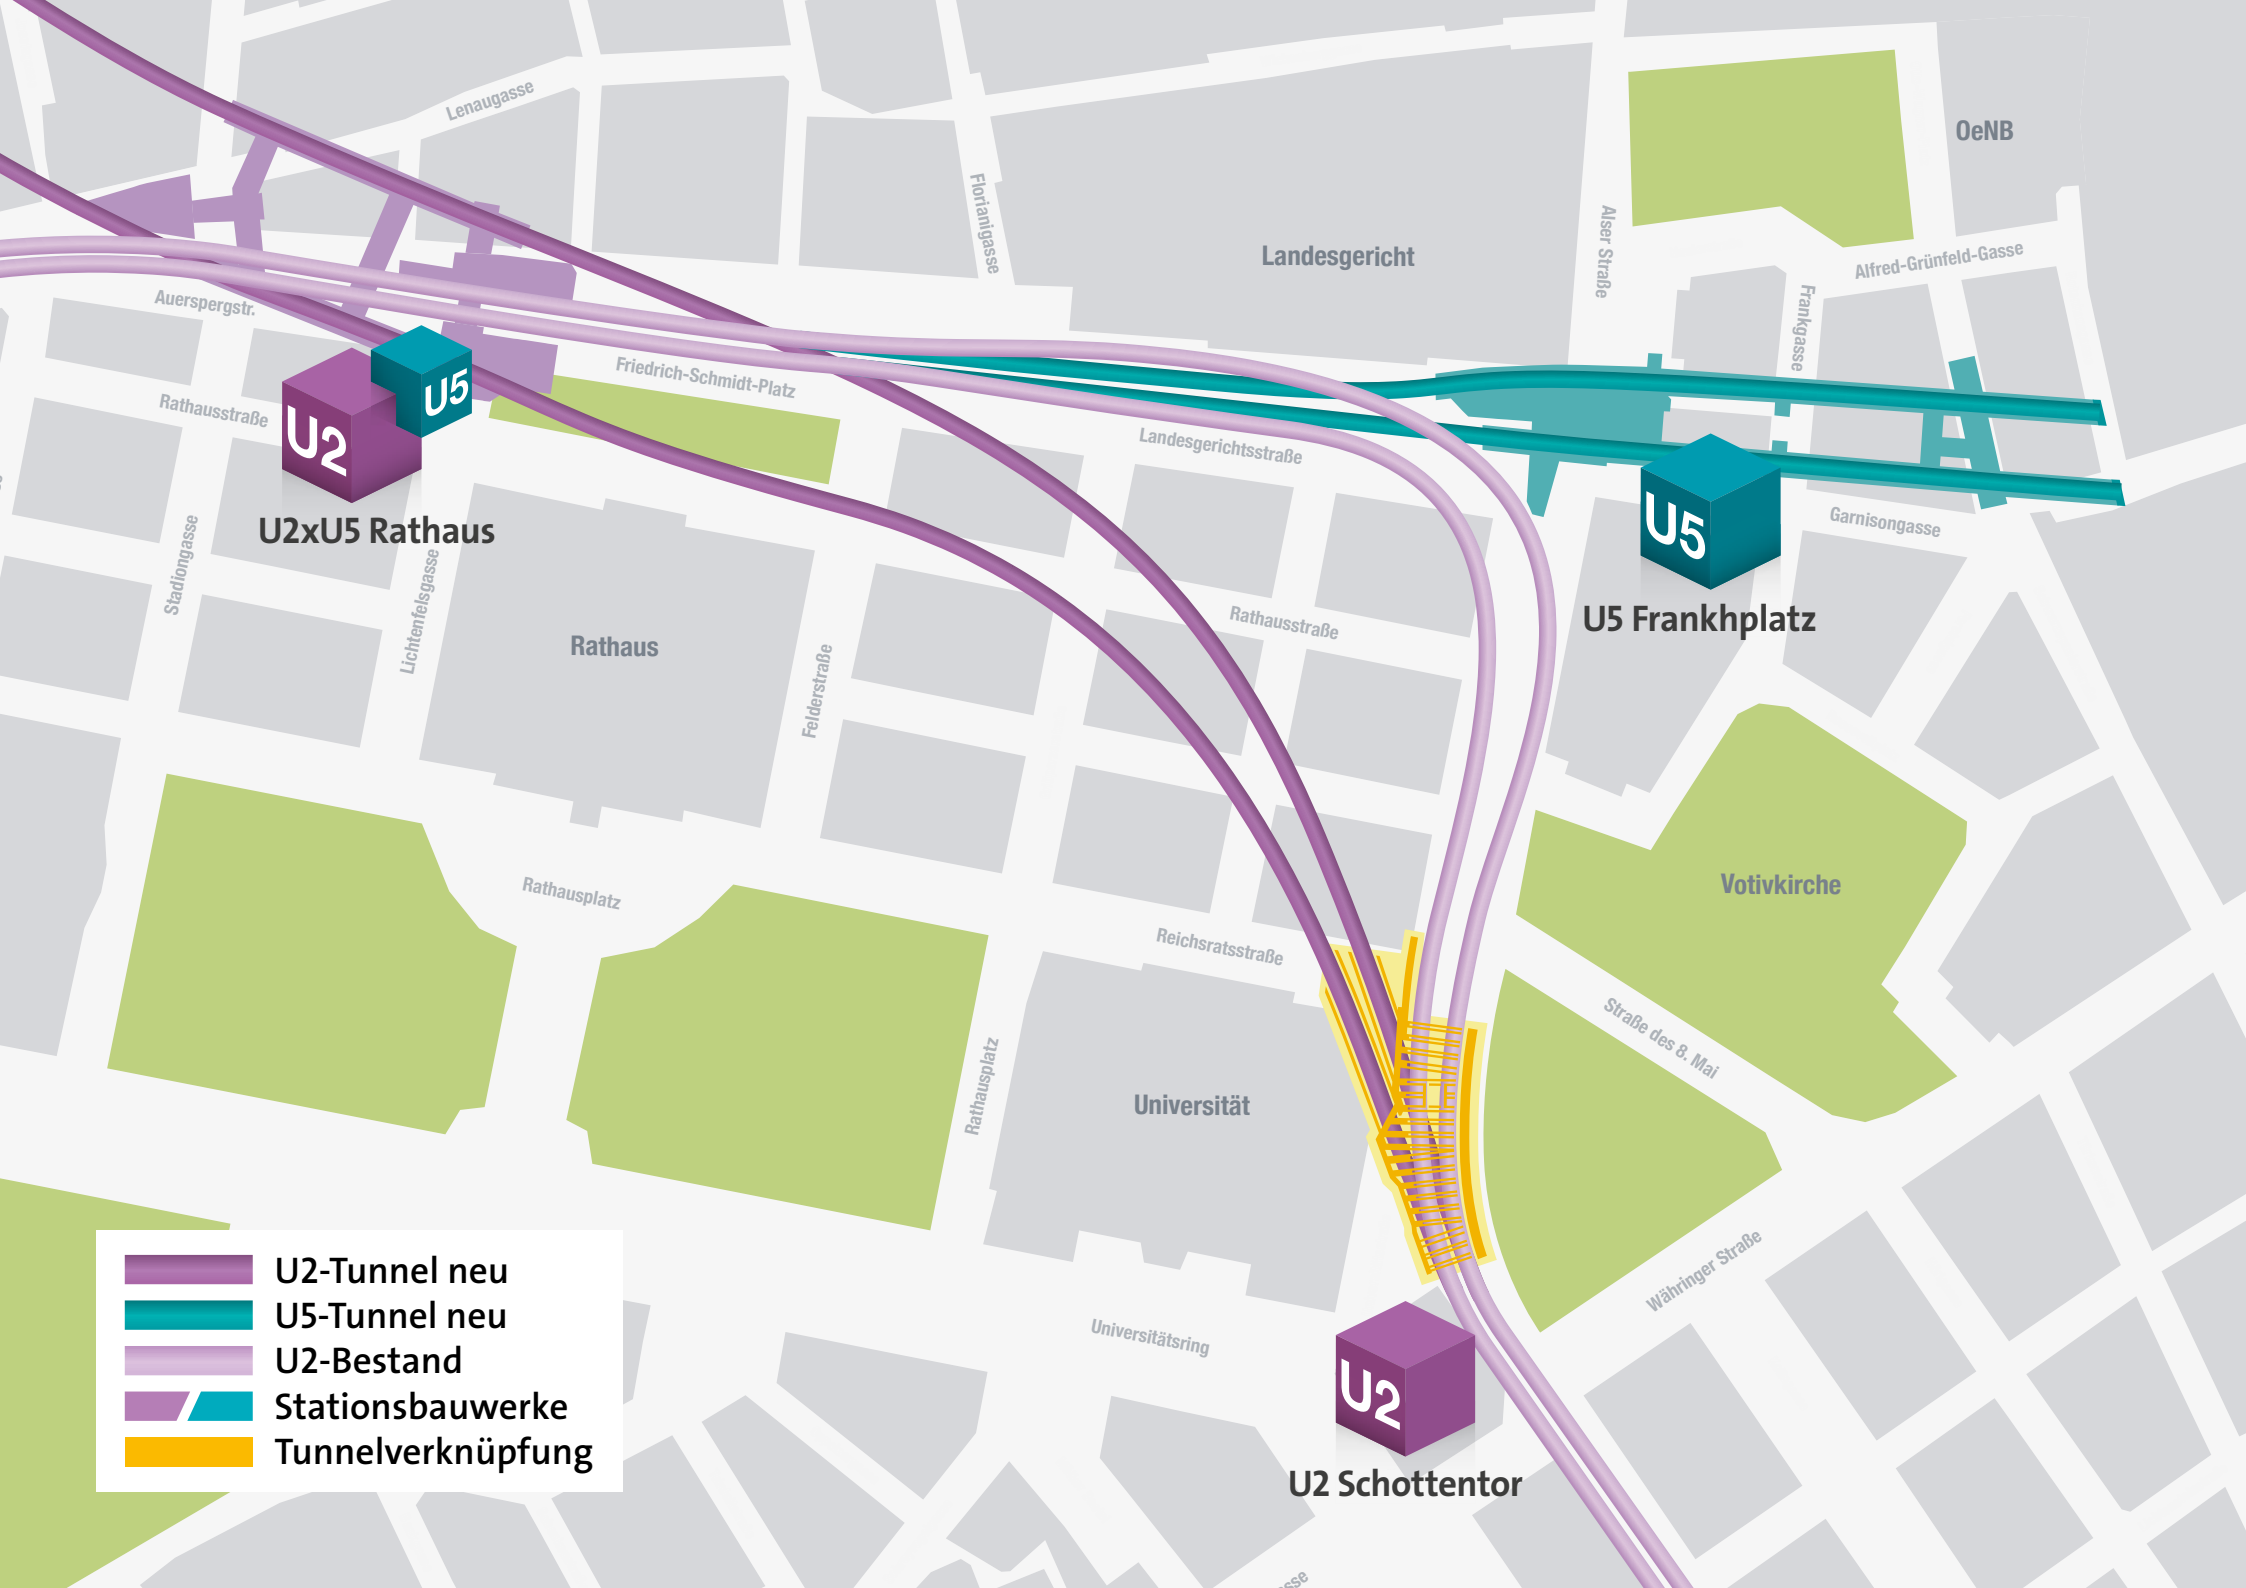 Lenaugasse
OeNB
Florianigasse
Alser Straße
Landesgericht
Alfred-Grünfeld-Gasse
Frankgasse
Auerspergstr.
Friedrich-Schmidt-Platz
Rathausstraße
U5
U2
U2xU5 Rathaus
Landesgerichtsstraße
Garnisongasse
U5
U5 Frankhplatz
Stadiongasse
Lichtenfelsgasse
Rathaus
Felderstraße
Rathausstraße
Rathausplatz
Votivkirche
Reichsratsstraße
Straße des 8. Mai
Rathausplatz
Universität
Währinger Straße
Universitätsring
U2
U2 Schottentor
U2-Tunnel neu
U5-Tunnel neu
U2-Bestand
Stationsbauwerke
Tunnelverknüpfung
sse